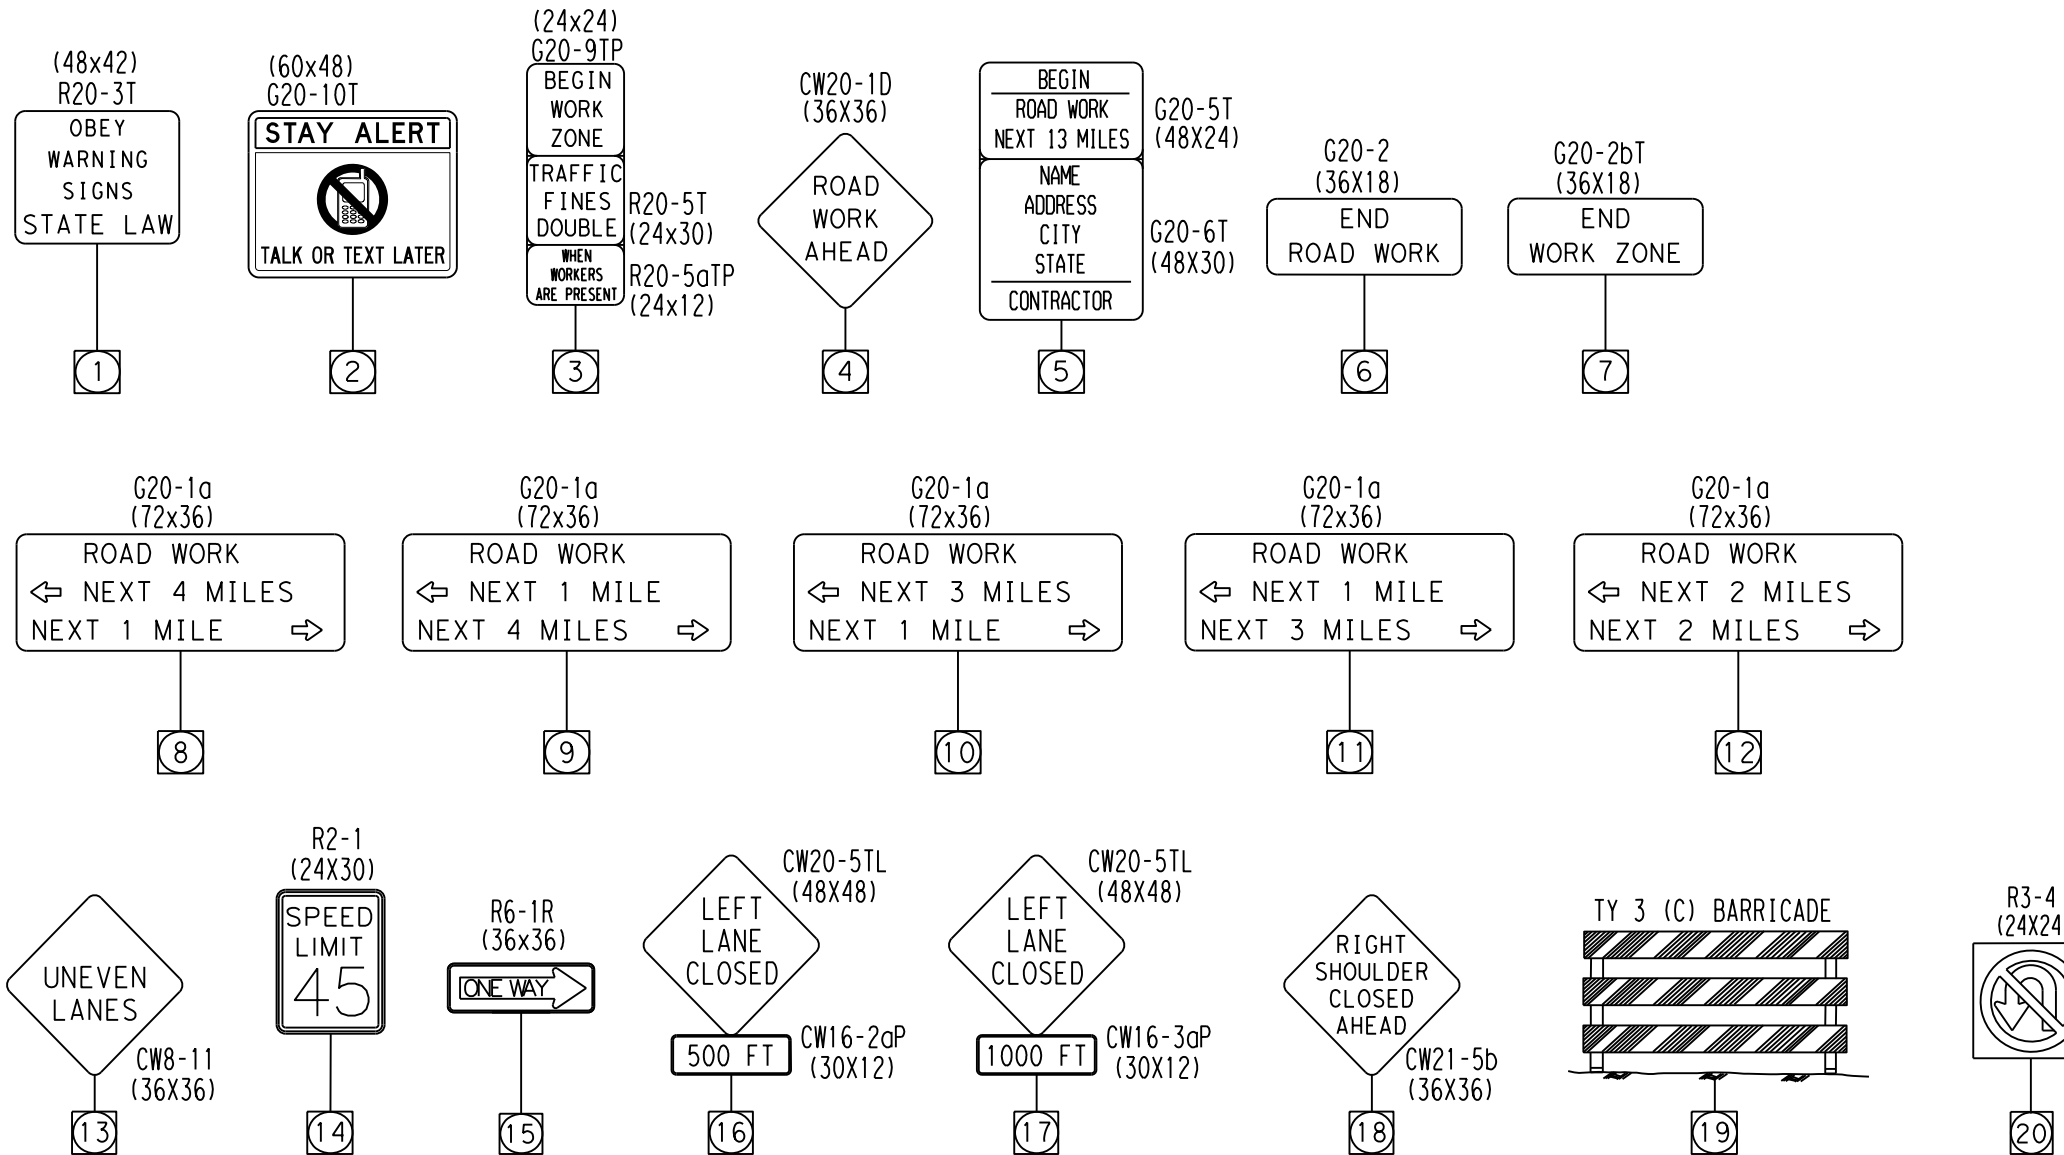 (48x42)
R20-3T
OBEY
WARNING
SIGNS
STATE LAW
1
(60x48)
G20-10T
STAY ALERT
TALK OR TEXT LATER
2
(24x24)
G20-9TP
BEGIN
WORK
ZONE
TRAFFIC
FINES
DOUBLE
R20-5T
(24x30)
WHEN
WORKERS
ARE PRESENT
R20-5aTP
(24x12)
3
CW20-1D
(36X36)
ROAD
WORK
AHEAD
4
BEGIN
ROAD WORK
NEXT 13 MILES
G20-5T
(48X24)
NAME
ADDRESS
CITY
STATE
CONTRACTOR
G20-6T
(48X30)
5
G20-2
(36X18)
END
ROAD WORK
6
G20-2bT
(36X18)
END
WORK ZONE
7
G20-1a
(72x36)
ROAD WORK
NEXT 4 MILES
NEXT 1 MILE
8
G20-1a
(72x36)
ROAD WORK
NEXT 1 MILE
NEXT 4 MILES
9
G20-1a
(72x36)
ROAD WORK
NEXT 3 MILES
NEXT 1 MILE
10
G20-1a
(72x36)
ROAD WORK
NEXT 1 MILE
NEXT 3 MILES
11
G20-1a
(72x36)
ROAD WORK
NEXT 2 MILES
NEXT 2 MILES
12
UNEVEN
LANES
CW8-11
(36X36)
13
R2-1
(24X30)
SPEED
LIMIT
45
14
R6-1R
(36x36)
ONE WAY
15
CW20-5TL
(48X48)
LEFT
LANE
CLOSED
500 FT
CW16-2aP
(30X12)
16
CW20-5TL
(48X48)
LEFT
LANE
CLOSED
1000 FT
CW16-3aP
(30X12)
17
RIGHT
SHOULDER
CLOSED
AHEAD
CW21-5b
(36X36)
18
TY 3 (C) BARRICADE
19
R3-4
(24X24
20